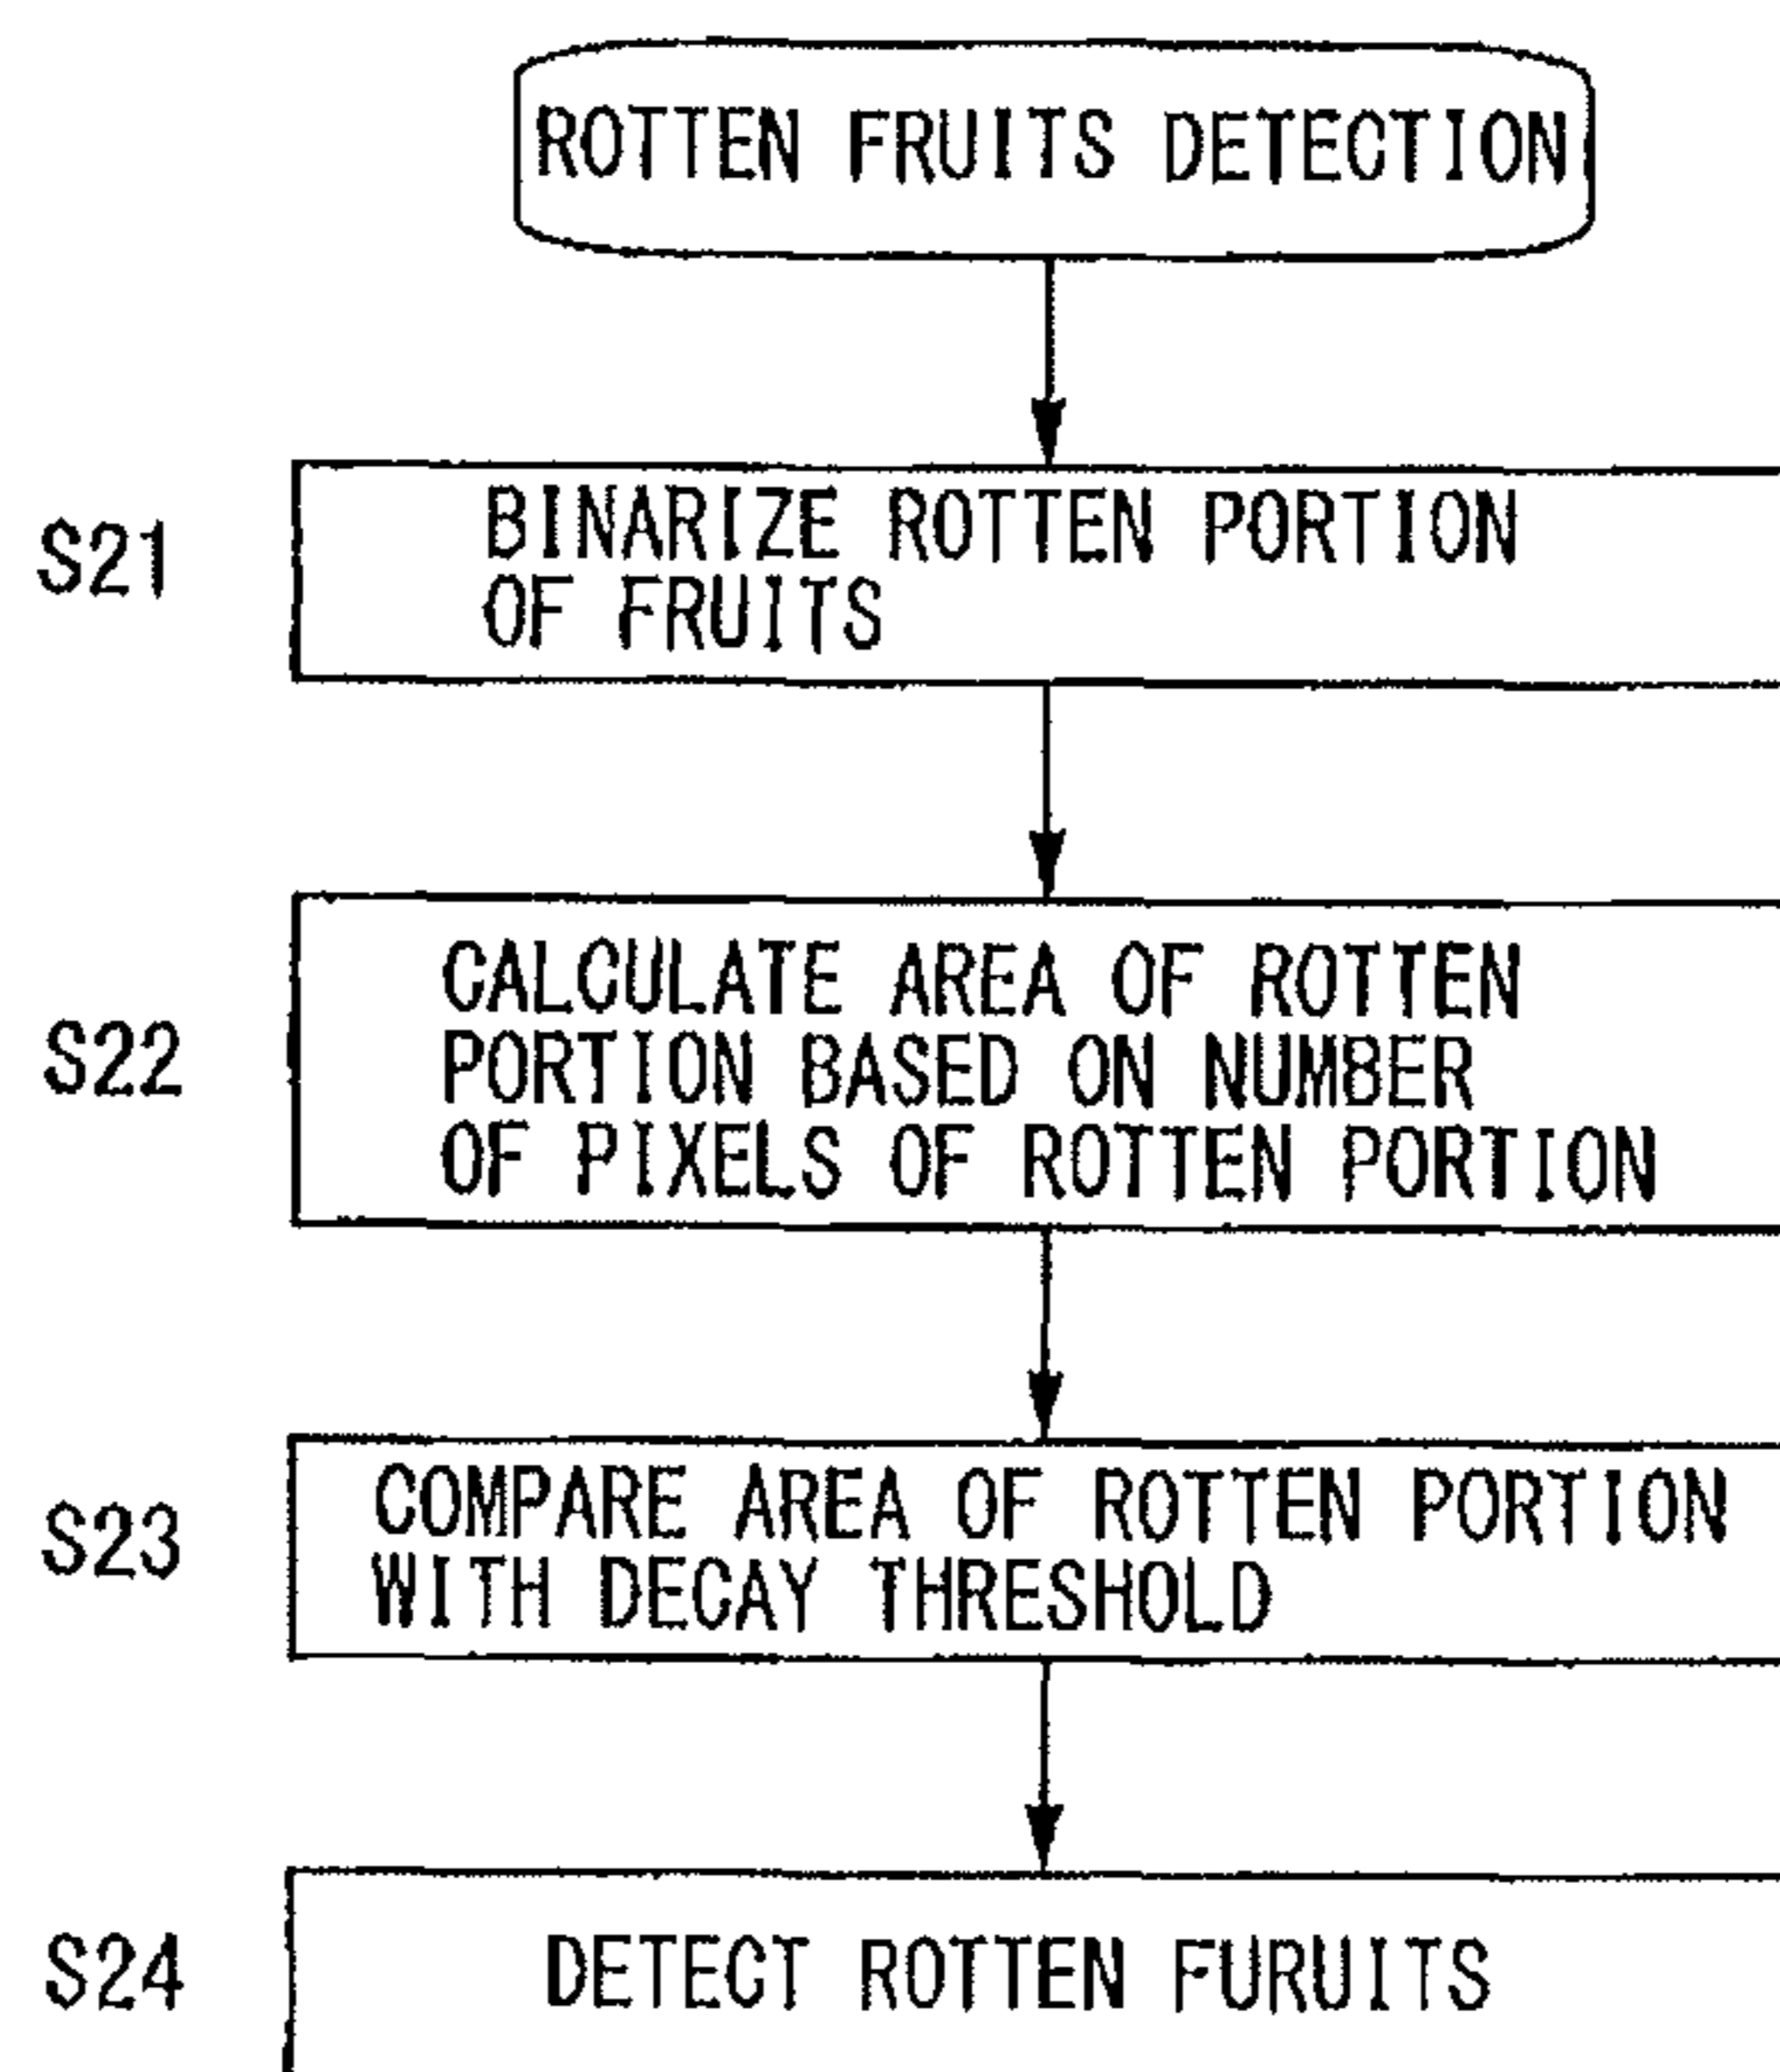 ROTTEN FRUITS DETECTION
S21
BINARIZE ROTTEN PORTION
OF FRUITS
S22
CALCULATE AREA OF ROTTEN
PORTION BASED ON NUMBER
OF PIXELS OF ROTTEN PORTION
S23
COMPARE AREA OF ROTTEN PORTION
WITH DECAY THRESHOLD
S24
DETECT ROTTEN FURUITS